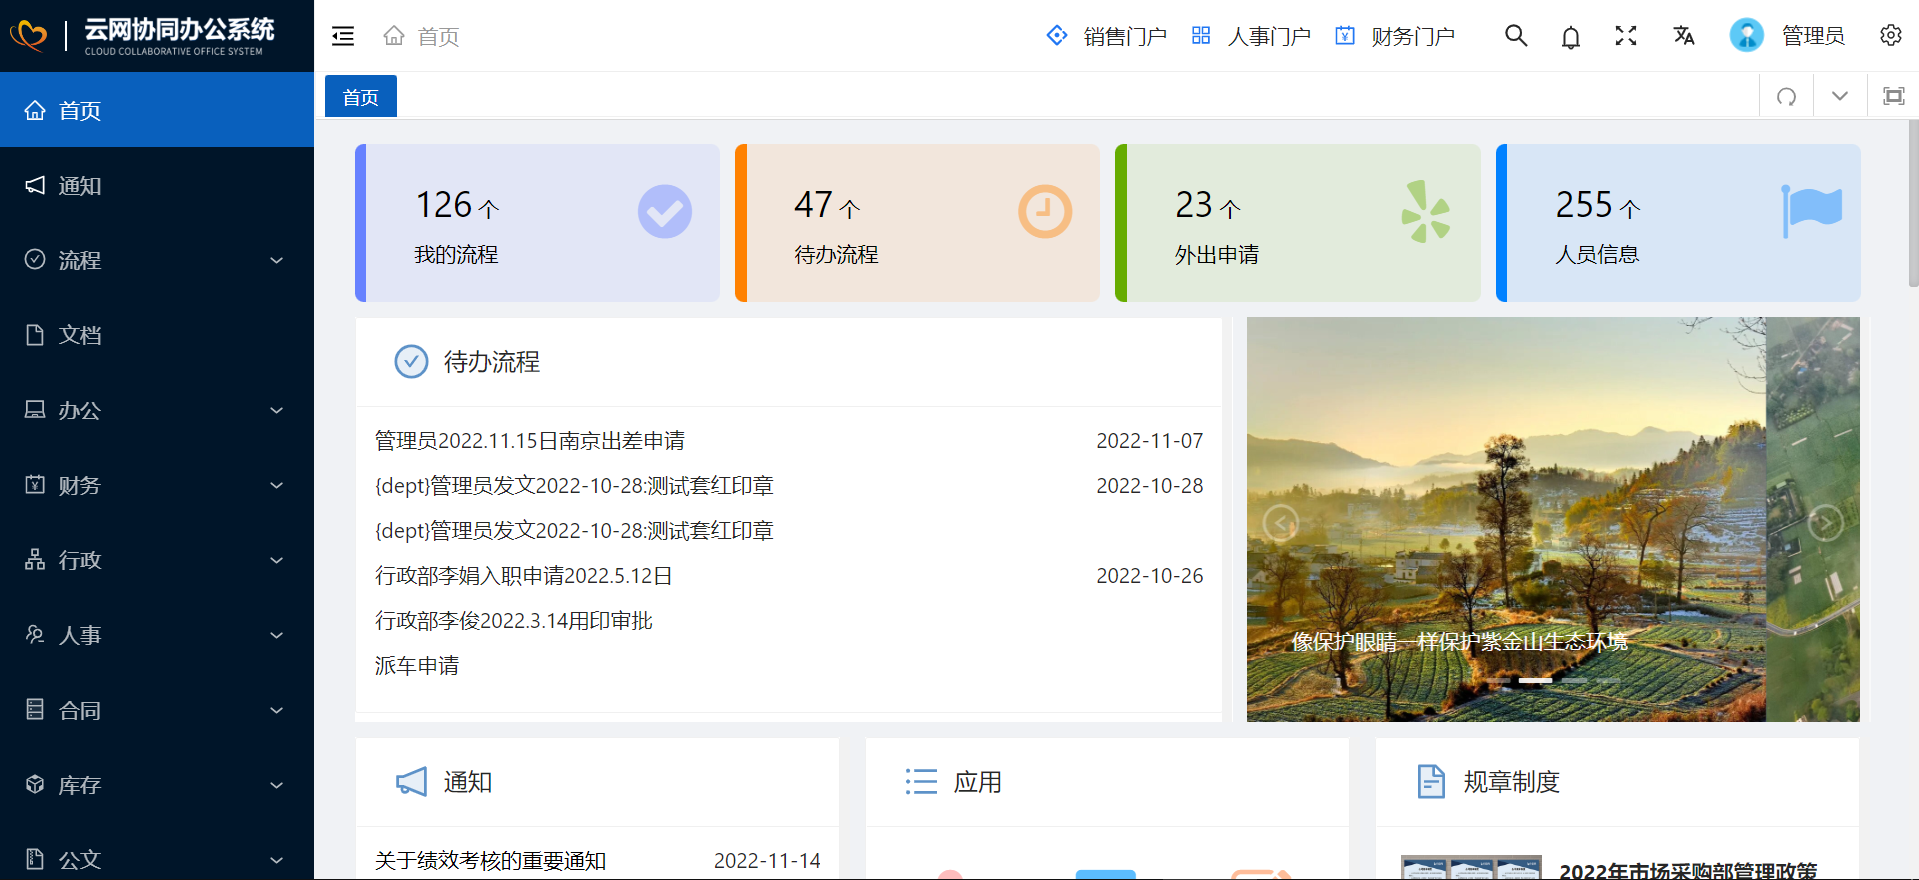 云网协同办公系统
CLOUD COLLABORATIVE OFFICE SYSTEM
首页
销售门户
人事门户
财务门户
管理员
首页
首页
通知
流程
文档
办公
财务
行政
人事
合同
库存
公文
126 个
我的流程
47 个
待办流程
23 个
外出申请
255 个
人员信息
待办流程
管理员2022.11.15日南京出差申请 2022-11-07
{dept}管理员发文2022-10-28:测试套红印章 2022-10-28
{dept}管理员发文2022-10-28:测试套红印章
行政部李娟入职申请2022.5.12日 2022-10-26
行政部李俊2022.3.14用印审批
派车申请
像保护眼睛一样保护紫金山生态环境
通知
关于绩效考核的重要通知 2022-11-14
应用
规章制度
2022年市场采购部管理政策